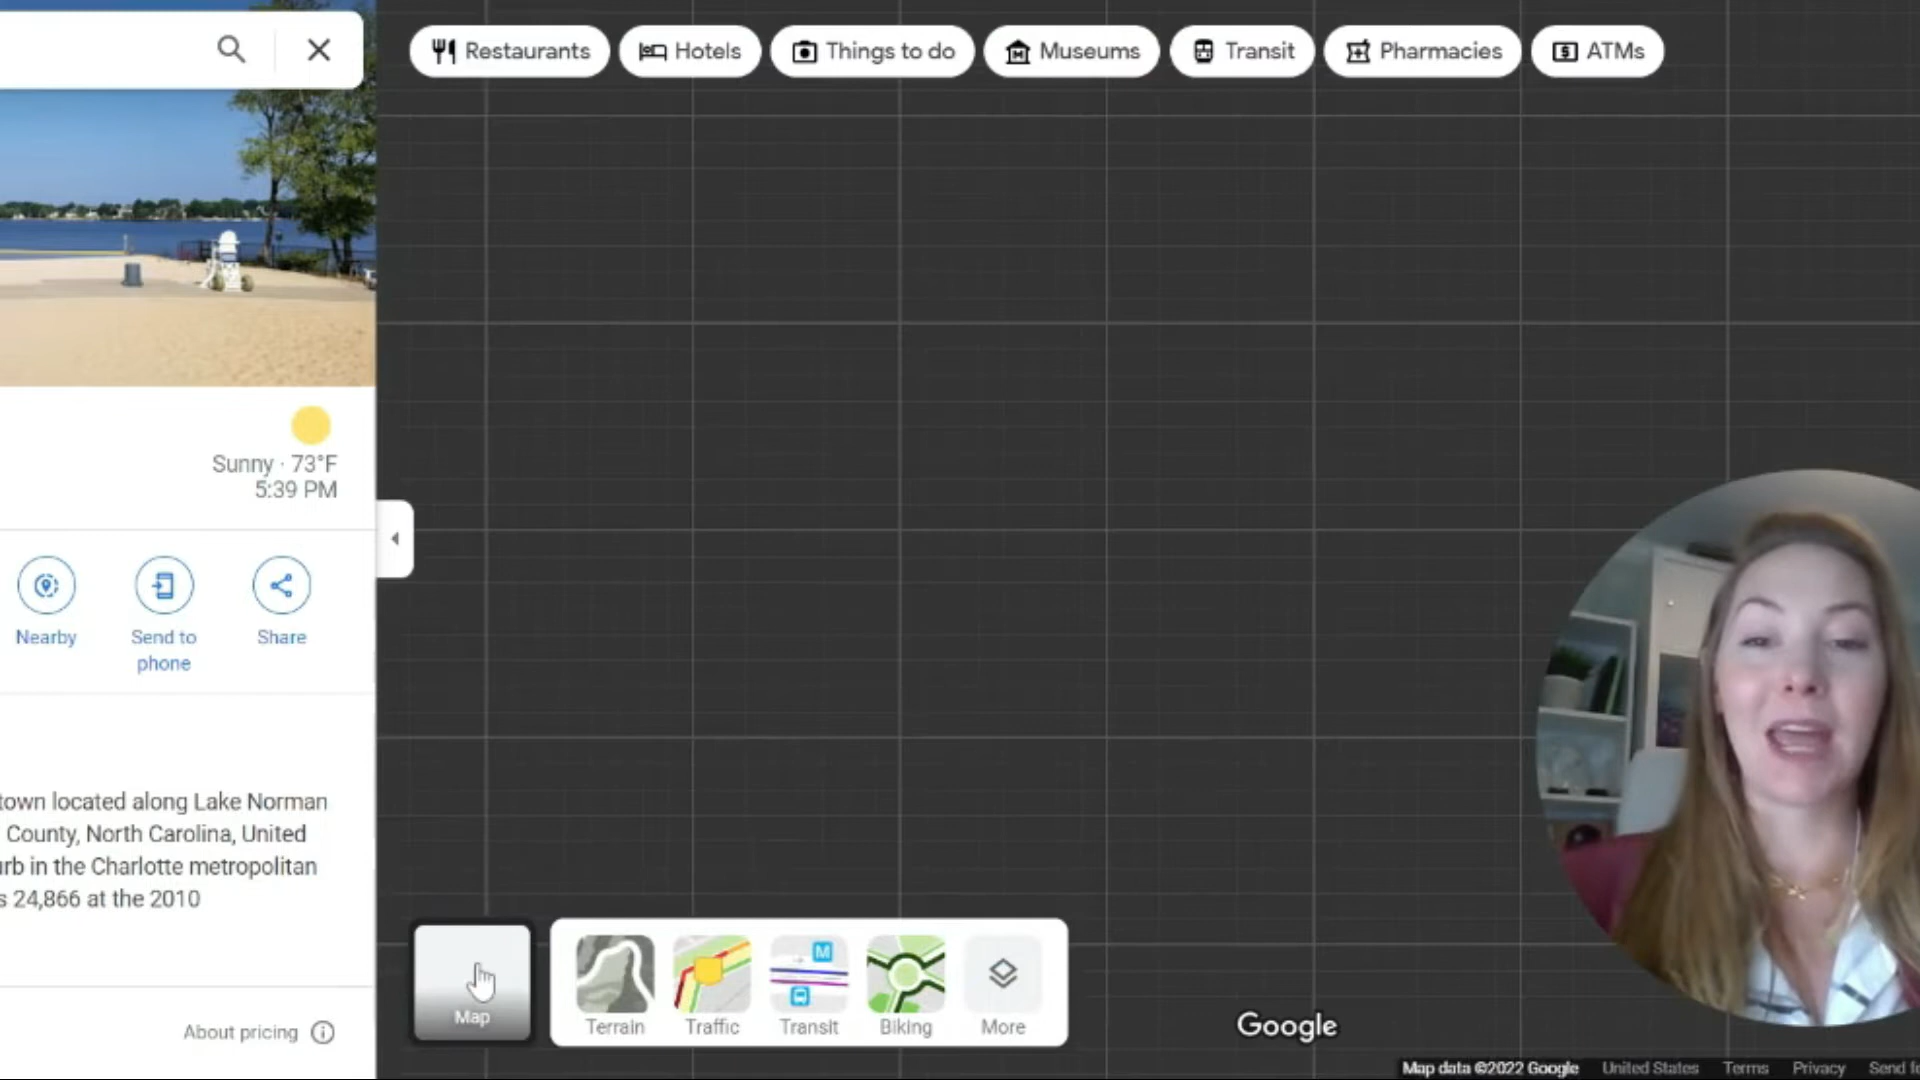 Restaurants
Hotels
Things to do
Museums
Transit
Pharmacies
ATMs
Sunny · 73°F
5:39 PM
Nearby
Send to
phone
Share
town located along Lake Norman
County, North Carolina, United
rb in the Charlotte metropolitan
24,866 at the 2010
About pricing
Map
Terrain
Traffic
Transit
Biking
More
M
Google
Map data ©2022 Google
United States
Terms
Privacy
Send